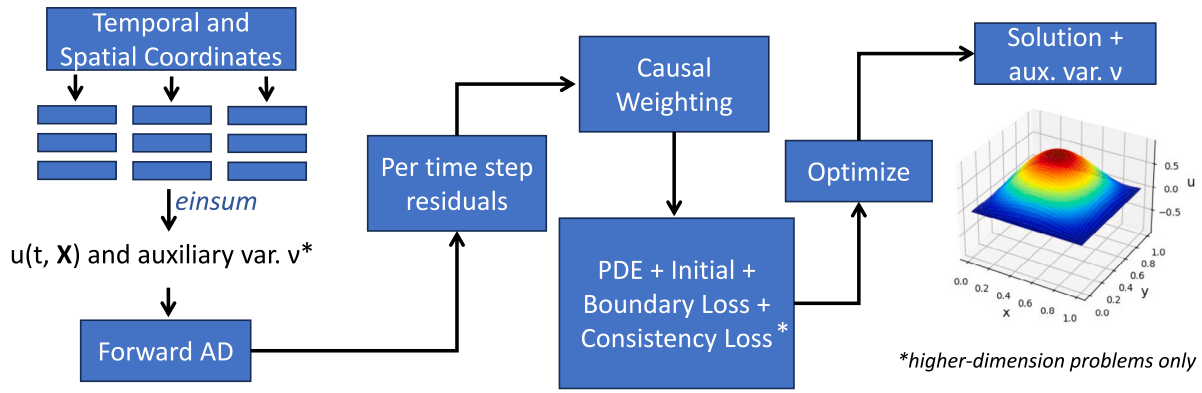 Temporal and
Spatial Coordinates
einsum
u(t, X) and auxiliary var. ν*
Forward AD
Per time step
residuals
Causal
Weighting
PDE + Initial +
Boundary Loss +
Consistency Loss*
Optimize
Solution +
aux. var. ν
0.5
0.0
−0.5
u
0.0
0.2
0.4
0.6
0.8
1.0
x
0.0
0.2
0.4
0.6
0.8
1.0
y
*higher-dimension problems only